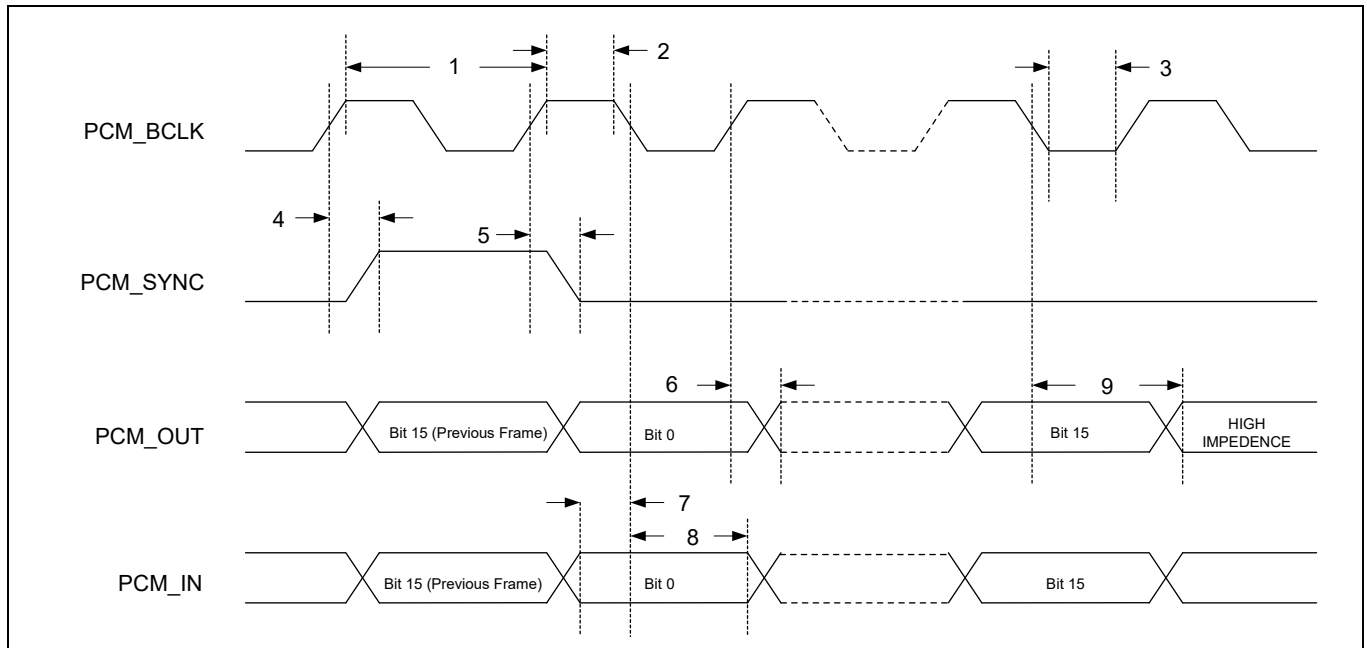 1
2
3
PCM_BCLK
4
5
PCM_SYNC
6
9
PCM_OUT
Bit 15 (Previous Frame)
Bit 0
Bit 15
HIGH
IMPEDENCE
7
8
PCM_IN
Bit 15 (Previous Frame)
Bit 0
Bit 15